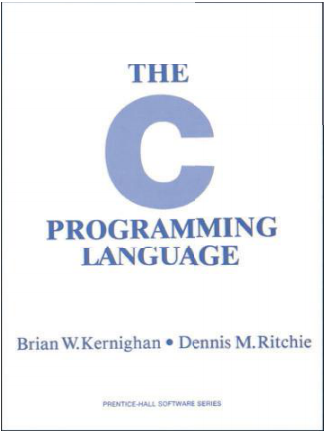 THE
C
PROGRAMMING
LANGUAGE
Brian W. Kernighan • Dennis M. Ritchie
PRENTICE-HALL SOFTWARE SERIES